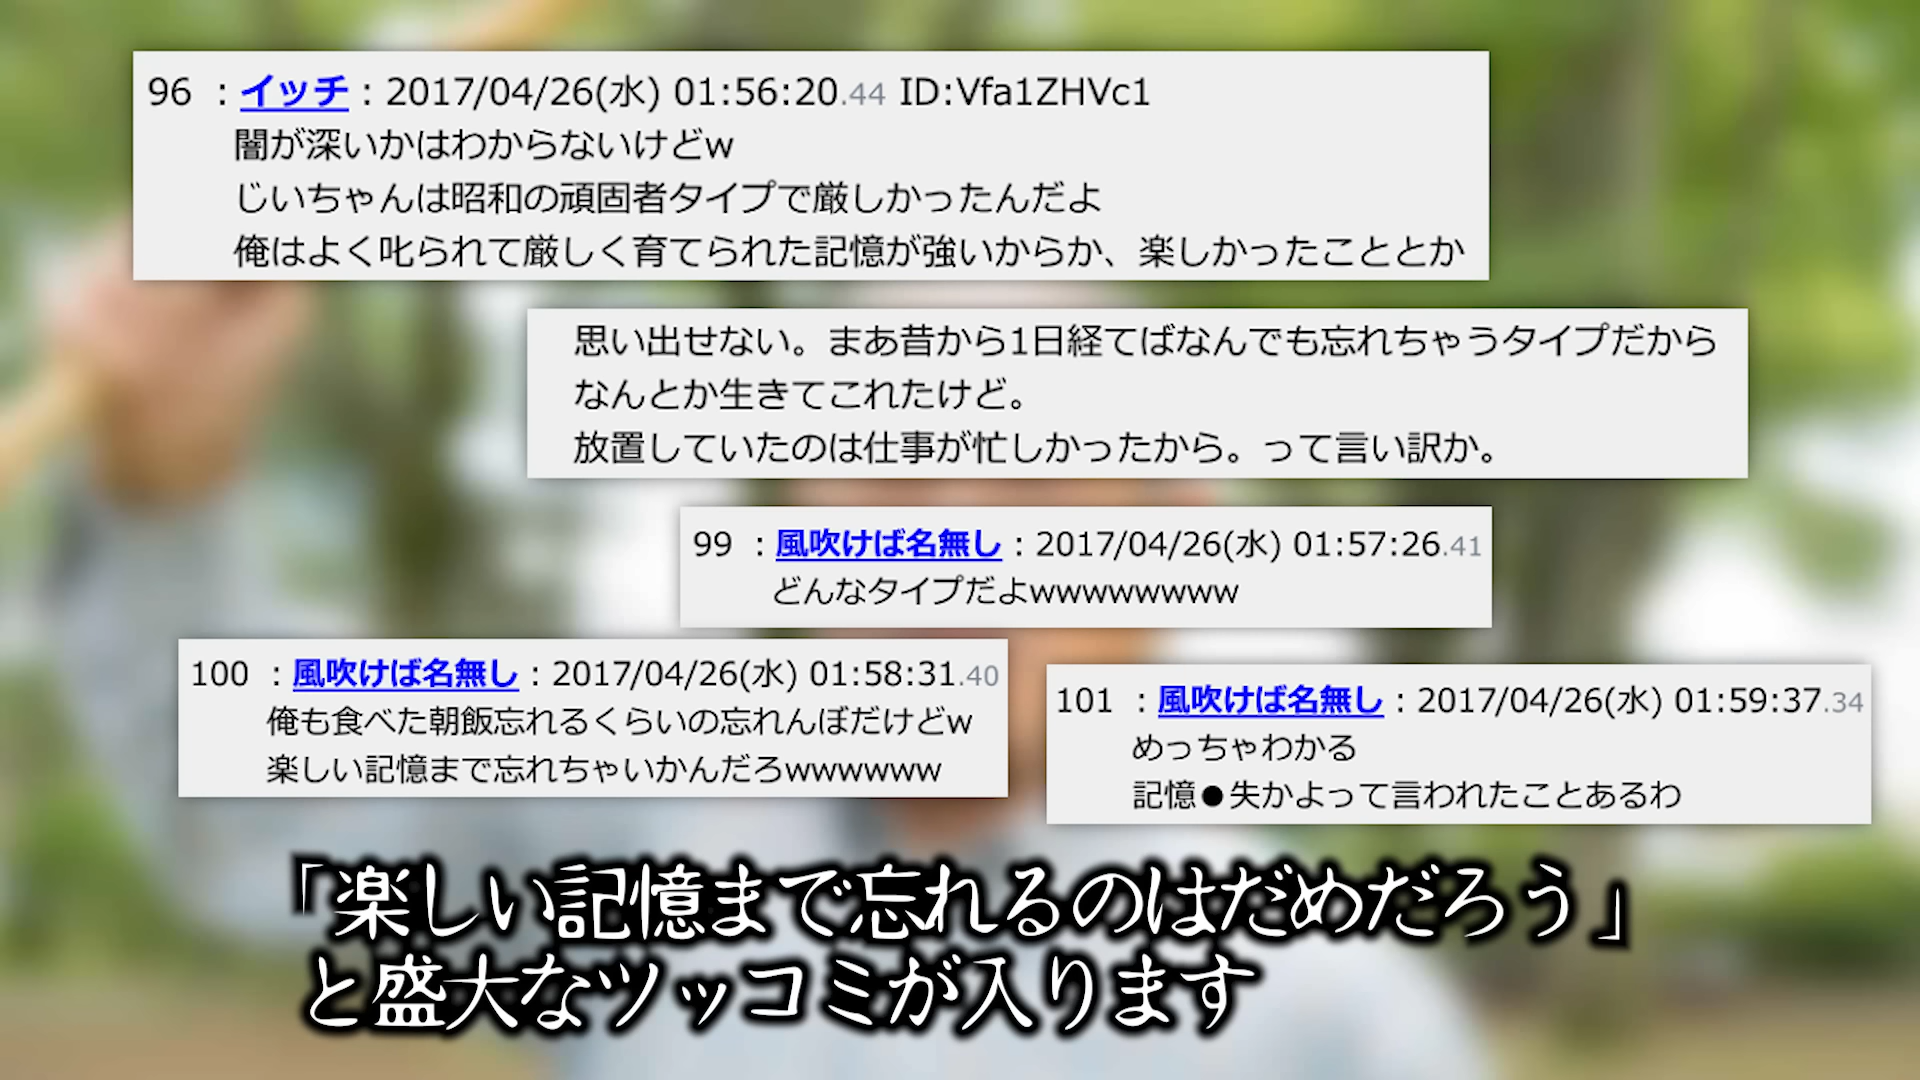 96 ：イッチ：2017/04/26(水) 01:56:20.44 ID:Vfa1ZHVc1
闇が深いかはわからないけどw
じいちゃんは昭和の頑固者タイプで厳しかったんだよ
俺はよく叱られて厳しく育てられた記憶が強いからか、楽しかったこととか
思い出せない。まあ昔から1日経てばなんでも忘れちゃうタイプだから
なんとか生きてこれたけど。
放置していたのは仕事が忙しかったから。って言い訳か。
99 ：風吹けば名無し：2017/04/26(水) 01:57:26.41
どんなタイプだよwwwwwwwww
100 ：風吹けば名無し：2017/04/26(水) 01:58:31.40
俺も食べた朝飯忘れるくらいの忘れんぼだけどw
楽しい記憶まで忘れちゃいかんだろwwwwww
101 ：風吹けば名無し：2017/04/26(水) 01:59:37.34
めっちゃわかる
記憶●失かよって言われたことあるわ
「楽しい記憶まで忘れるのはだめだろう」
と盛大なツッコミが入ります